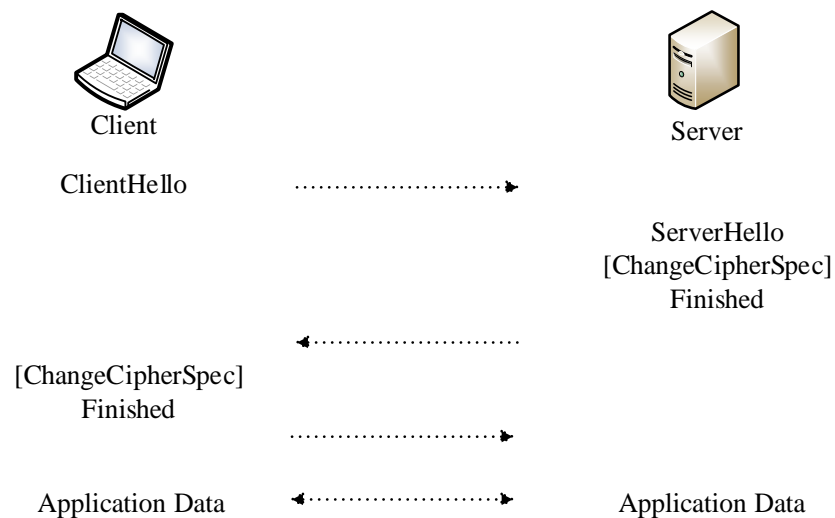 Client
Server
ClientHello
ServerHello
[ChangeCipherSpec]
Finished
[ChangeCipherSpec]
Finished
Application Data
Application Data